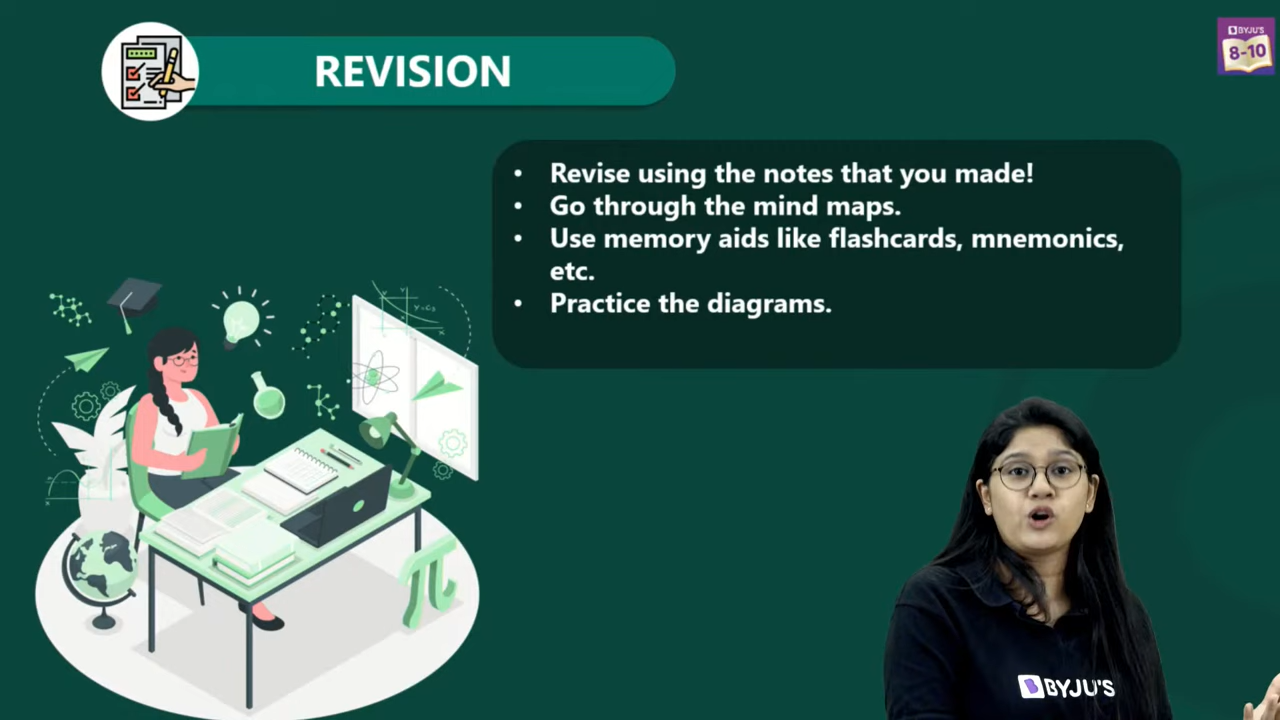 REVISION
BYJU'S
8-10
• Revise using the notes that you made!
• Go through the mind maps.
• Use memory aids like flashcards, mnemonics,
etc.
• Practice the diagrams.
BYJU'S